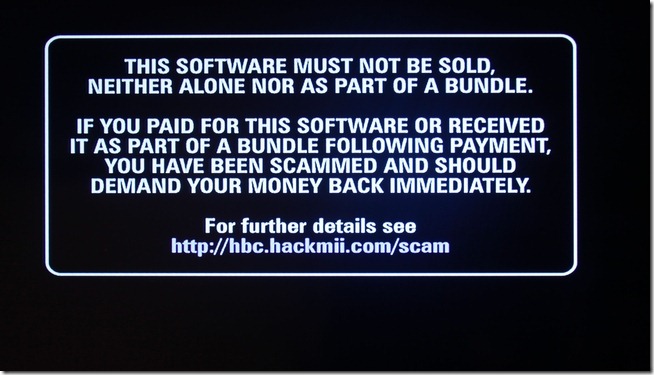 THIS SOFTWARE MUST NOT BE SOLD,
NEITHER ALONE NOR AS PART OF A BUNDLE.
IF YOU PAID FOR THIS SOFTWARE OR RECEIVED
IT AS PART OF A BUNDLE FOLLOWING PAYMENT,
YOU HAVE BEEN SCAMMED AND SHOULD
DEMAND YOUR MONEY BACK IMMEDIATELY.
For further details see
http://hbc.hackmii.com/scam